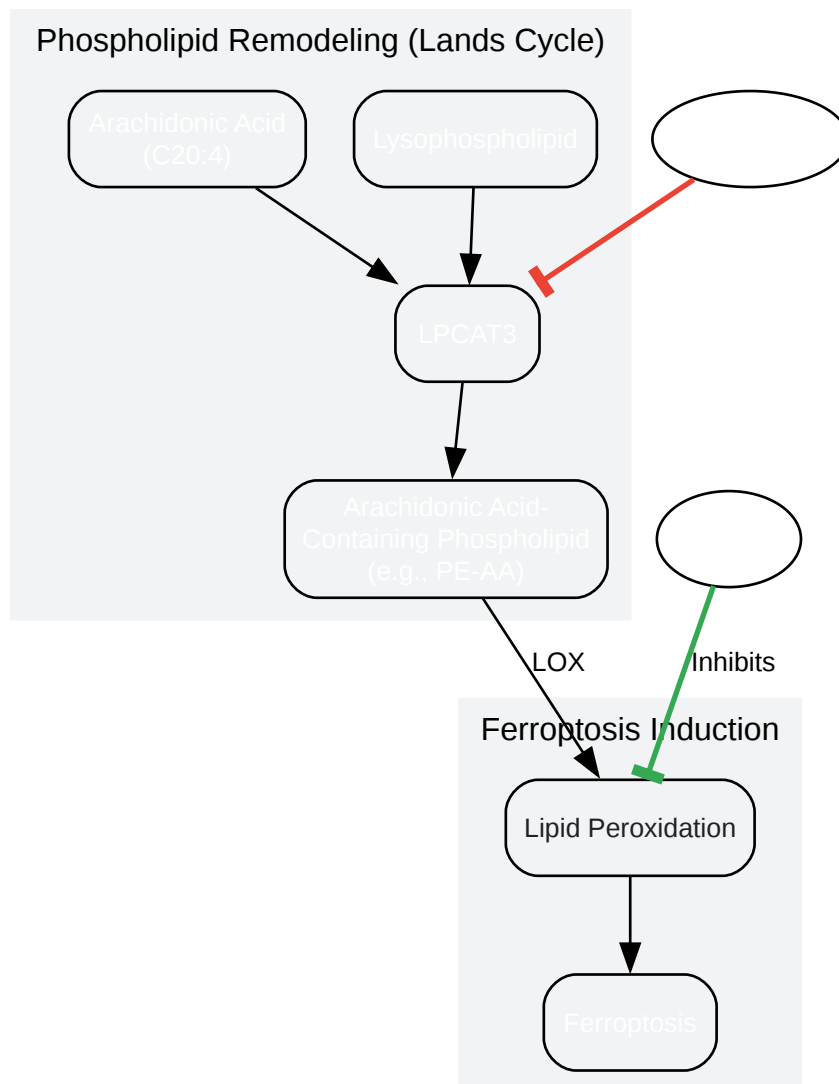 Phospholipid Remodeling (Lands Cycle)
Arachidonic Acid
(C20:4)
Lysophospholipid
LPCAT3
Arachidonic Acid-
Containing Phospholipid
(e.g., PE-AA)
LOX
Inhibits
Ferroptosis Induction
Lipid Peroxidation
Ferroptosis